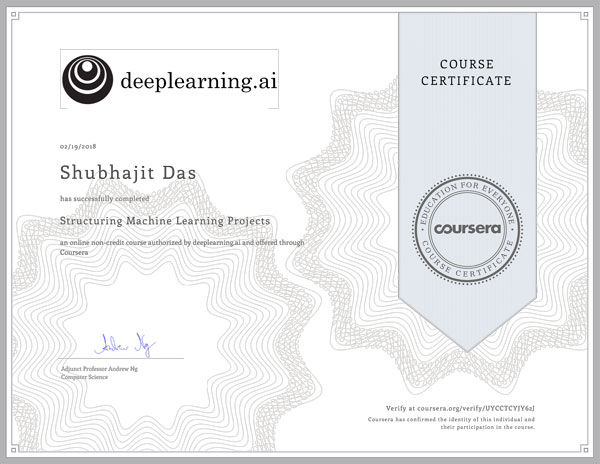 deeplearning.ai
COURSE
CERTIFICATE
02/19/2018
Shubhajit Das
has successfully completed
Structuring Machine Learning Projects
an online non-credit course authorized by deeplearning.ai and offered through
Coursera
EDUCATION FOR EVERYONE
coursera
COURSE CERTIFICATE
Andrew Ng
Adjunct Professor Andrew Ng
Computer Science
Verify at coursera.org/verify/UYCCTCYJY62J
Coursera has confirmed the identity of this individual and
their participation in the course.